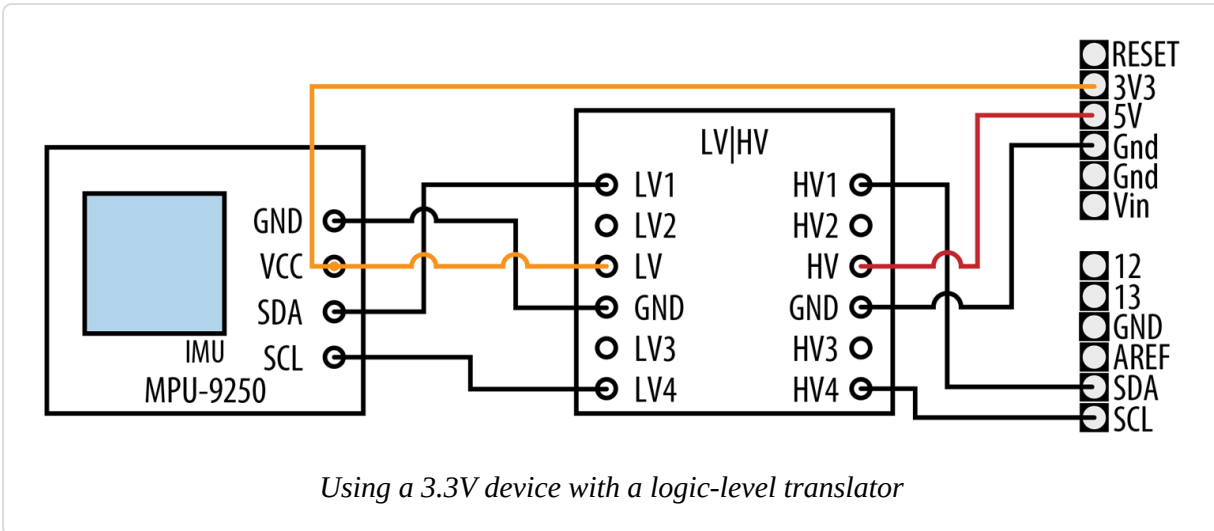 GND
VCC
SDA
SCL
IMU
MPU-9250
LV|HV
LV1 HV1
LV2 HV2
LV HV
GND GND
LV3 HV3
LV4 HV4
RESET
3V3
5V
Gnd
Gnd
Vin
12
13
GND
AREF
SDA
SCL
Using a 3.3V device with a logic-level translator